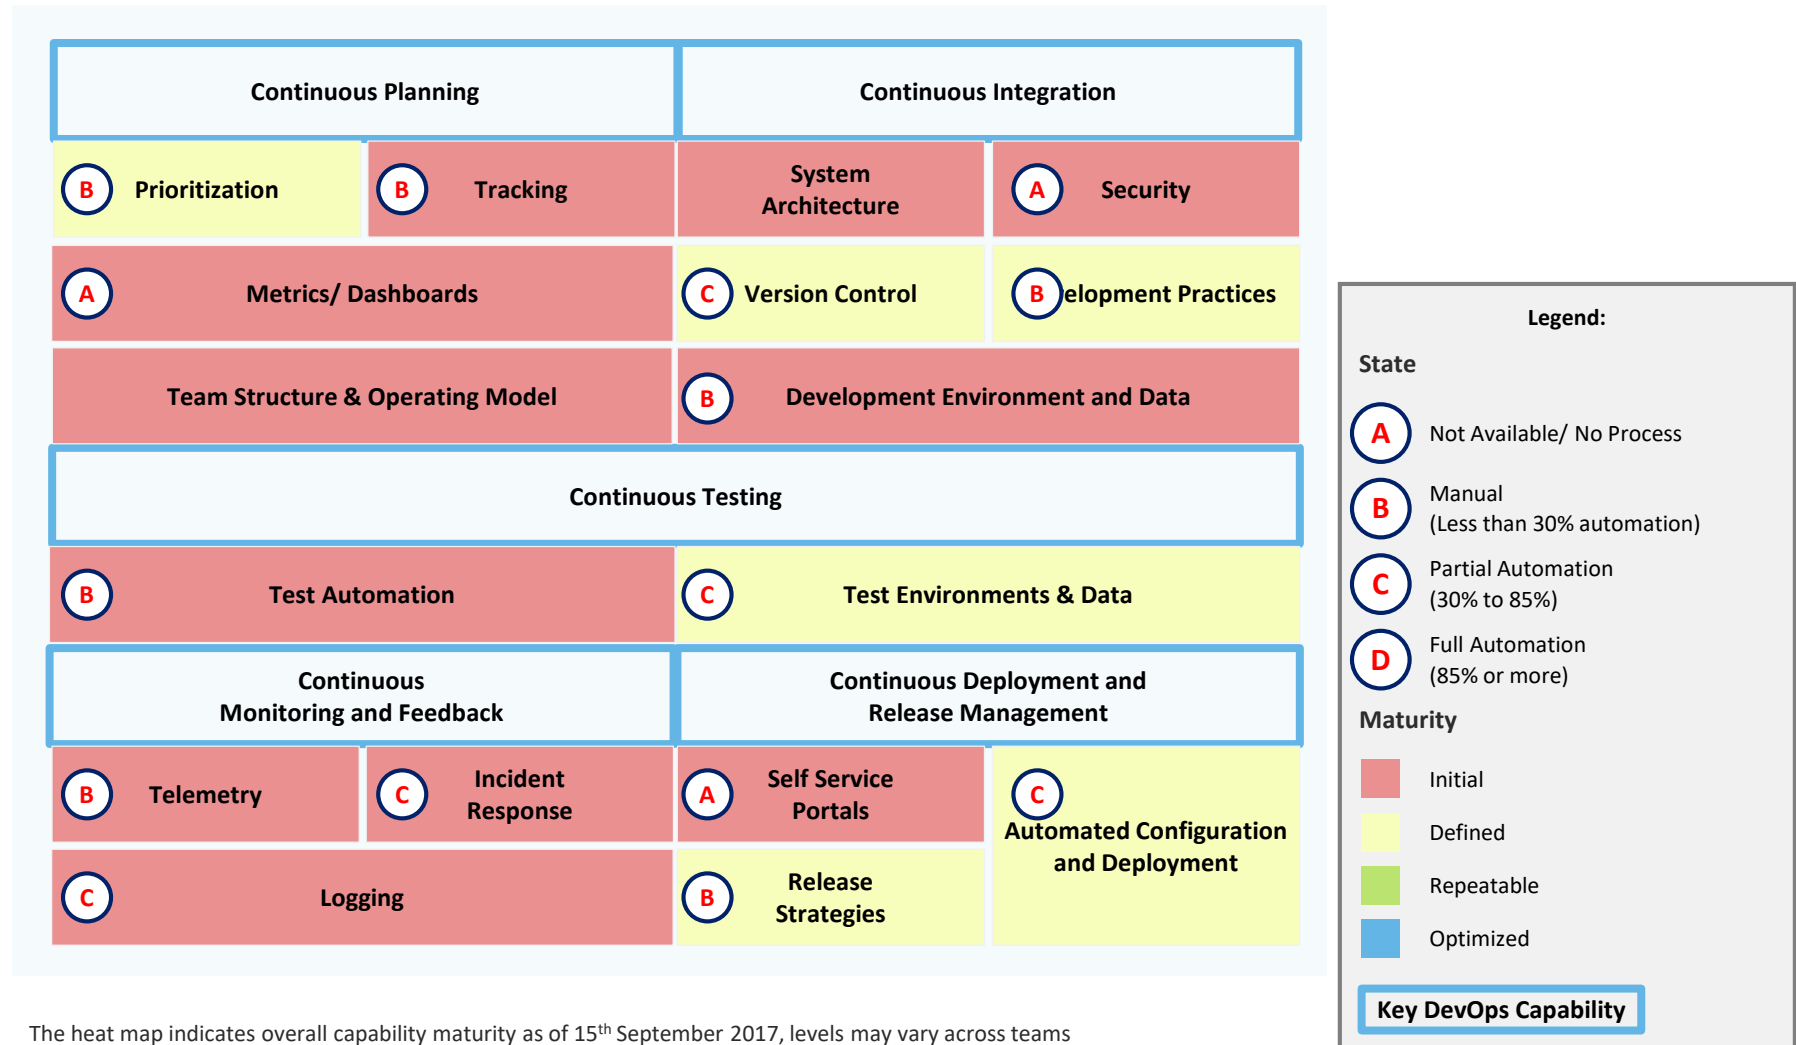 Continuous Planning
Continuous Integration
B
Prioritization
B
Tracking
System
Architecture
A
Security
A
Metrics/ Dashboards
C
Version Control
B
elopment Practices
Team Structure & Operating Model
B
Development Environment and Data
Continuous Testing
B
Test Automation
C
Test Environments & Data
Continuous
Monitoring and Feedback
Continuous Deployment and
Release Management
B
Telemetry
C
Incident
Response
A
Self Service
Portals
C
Automated Configuration
and Deployment
C
Logging
B
Release
Strategies
Legend:
State
A
Not Available/ No Process
B
Manual
(Less than 30% automation)
C
Partial Automation
(30% to 85%)
D
Full Automation
(85% or more)
Maturity
Initial
Defined
Repeatable
Optimized
Key DevOps Capability
The heat map indicates overall capability maturity as of 15th September 2017, levels may vary across teams